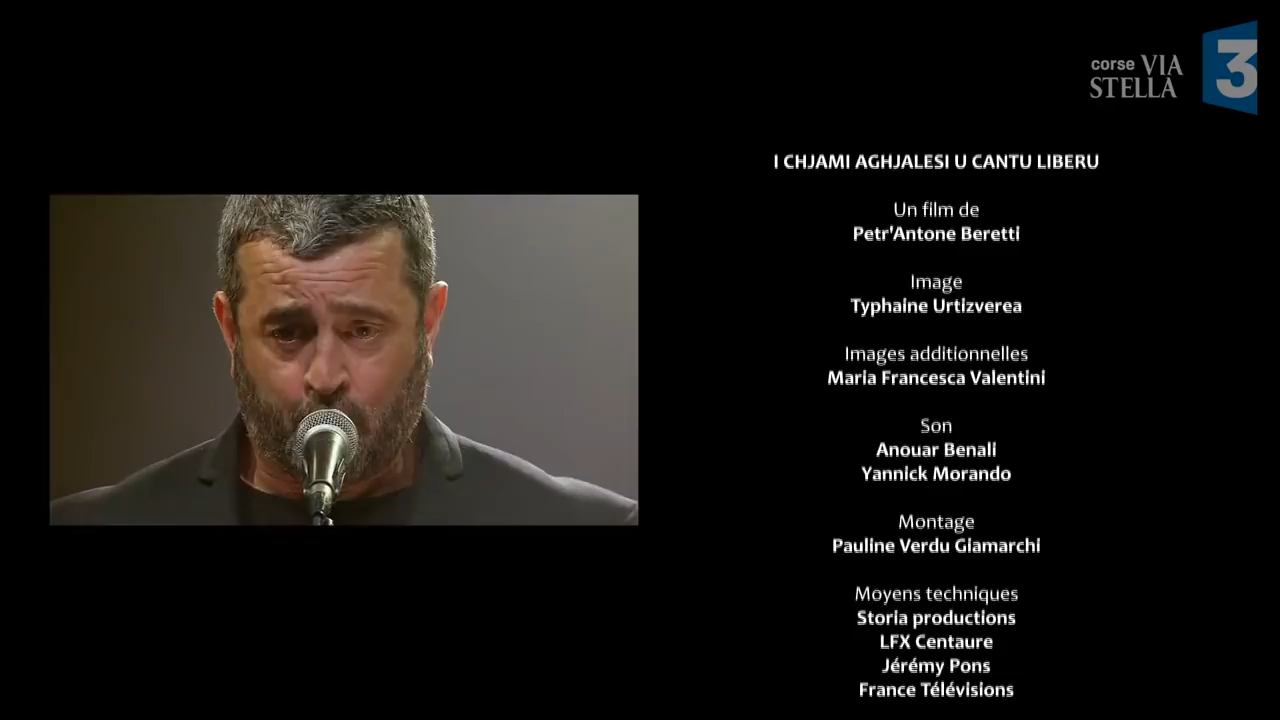 corse VIA
STELLA
3
I CHJAMI AGHJALESI U CANTU LIBERU
Un film de
Petr'Antone Beretti
Image
Typhaine Urtizverea
Images additionnelles
Maria Francesca Valentini
Son
Anouar Benali
Yannick Morando
Montage
Pauline Verdu Giamarchi
Moyens techniques
Storia productions
LFX Centaure
Jérémy Pons
France Télévisions